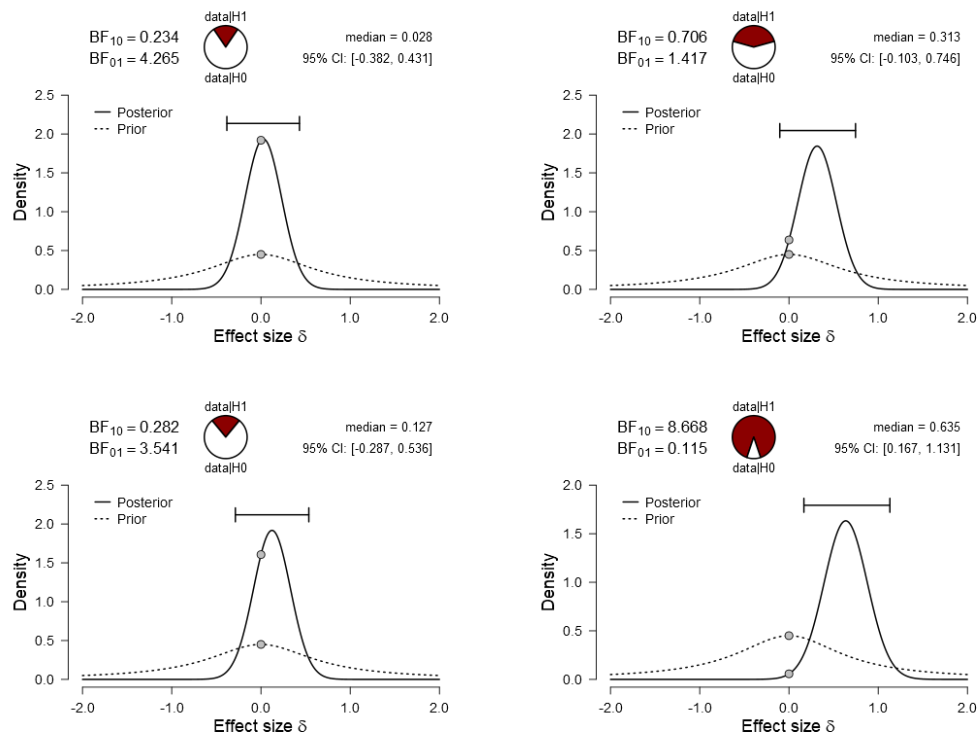 data|H1
BF10 = 0.234
BF01 = 4.265
median = 0.028
95% CI: [-0.382, 0.431]
data|H0
2.5
2.0
1.5
1.0
0.5
0.0
Density
Posterior
Prior
-2.0 -1.0 0.0 1.0 2.0
Effect size δ
data|H1
BF10 = 0.706
BF01 = 1.417
median = 0.313
95% CI: [-0.103, 0.746]
data|H0
2.5
2.0
1.5
1.0
0.5
0.0
Density
Posterior
Prior
-2.0 -1.0 0.0 1.0 2.0
Effect size δ
data|H1
BF10 = 0.282
BF01 = 3.541
median = 0.127
95% CI: [-0.287, 0.536]
data|H0
2.5
2.0
1.5
1.0
0.5
0.0
Density
Posterior
Prior
-2.0 -1.0 0.0 1.0 2.0
Effect size δ
data|H1
BF10 = 8.668
BF01 = 0.115
median = 0.635
95% CI: [0.167, 1.131]
data|H0
2.0
1.5
1.0
0.5
0.0
Density
Posterior
Prior
-2.0 -1.0 0.0 1.0 2.0
Effect size δ